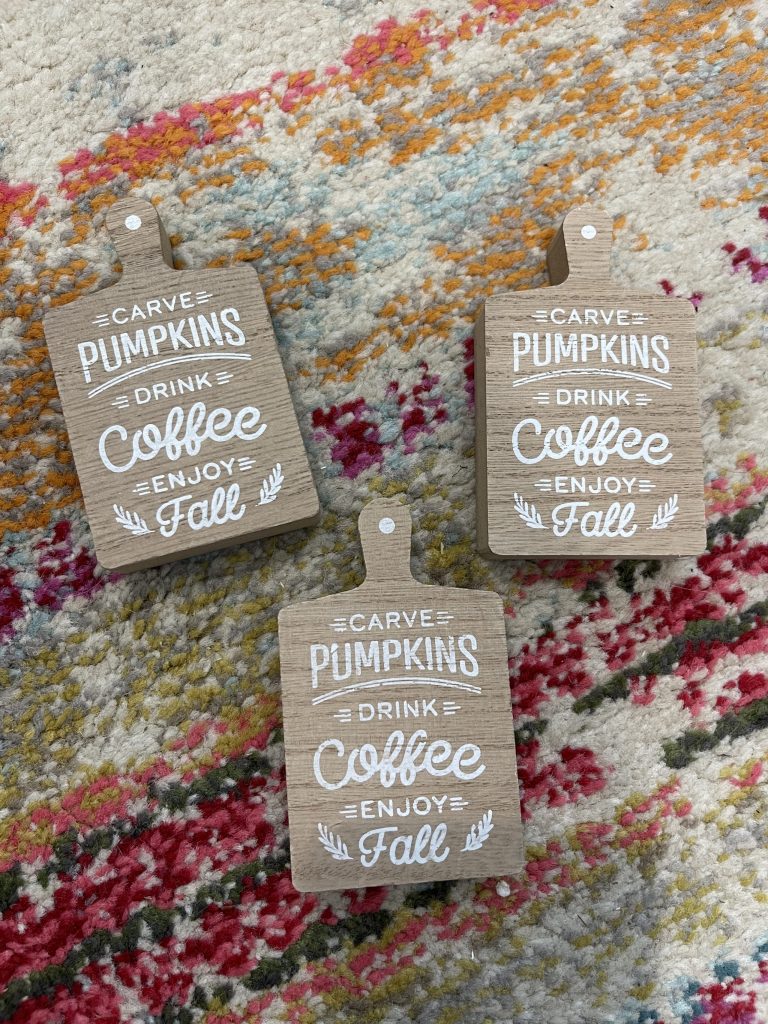 CARVE
PUMPKINS
DRINK
Coffee
ENJOY
Fall
CARVE
PUMPKINS
DRINK
Coffee
ENJOY
Fall
CARVE
PUMPKINS
DRINK
Coffee
ENJOY
Fall